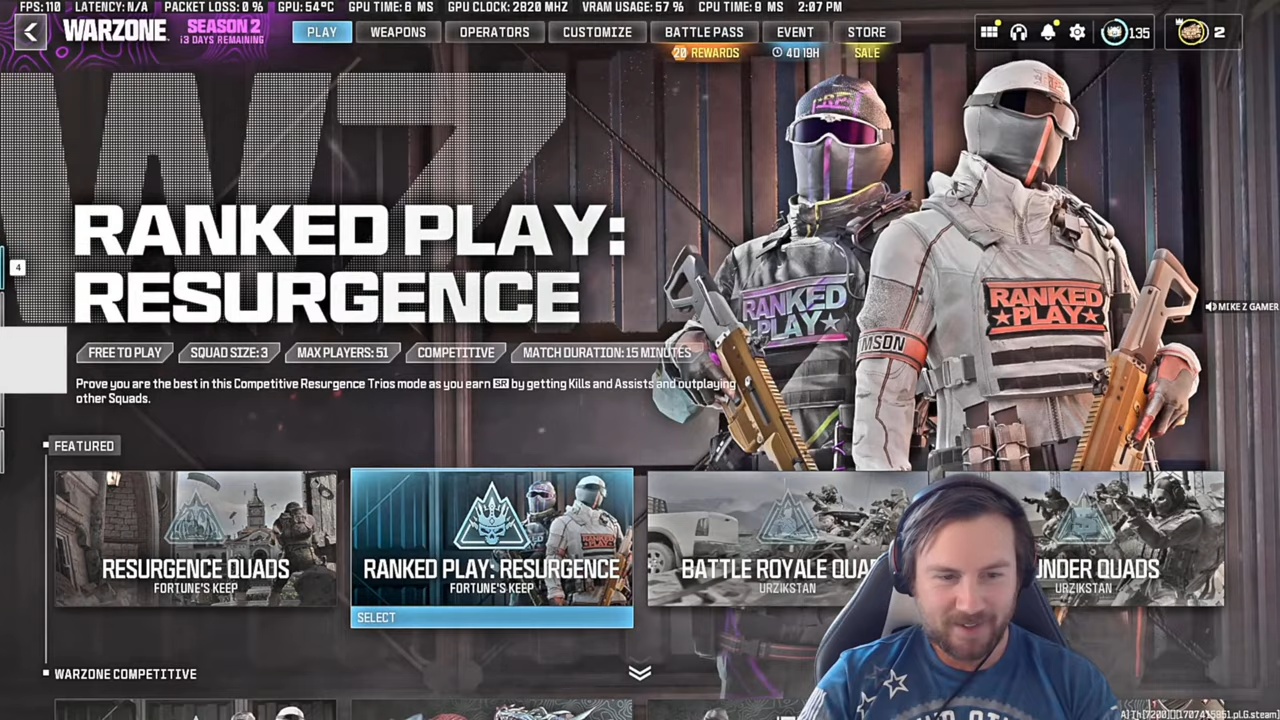 FPS: 110 LATENCY: N/A PACKET LOSS: 0 % GPU: 54°C GPU TIME: 6 MS GPU CLOCK: 2820 MHZ VRAM USAGE: 57 % CPU TIME: 9 MS 2:07 PM
WARZONE
SEASON 2
13 DAYS REMAINING
PLAY WEAPONS OPERATORS CUSTOMIZE BATTLE PASS EVENT STORE
135 2
20 REWARDS 4D 19H SALE
WZ
RANKED PLAY:
RESURGENCE
4
RANKED
PLAY
RANKED
PLAY
MSON
MIKE Z GAMER
FREE TO PLAY SQUAD SIZE: 3 MAX PLAYERS: 51 COMPETITIVE MATCH DURATION: 15 MINUTES
Prove you are the best in this Competitive Resurgence Trios mode as you earn SR by getting Kills and Assists and outplaying
other Squads.
FEATURED
RESURGENCE QUADS
FORTUNE'S KEEP
RANKED PLAY: RESURGENCE
FORTUNE'S KEEP
SELECT
BATTLE ROYALE QUA
URZIKSTAN
UNDER QUADS
URZIKSTAN
WARZONE COMPETITIVE